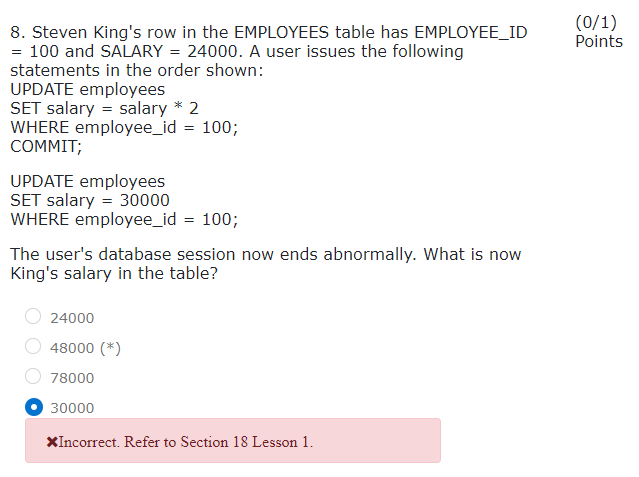 8. Steven King's row in the EMPLOYEES table has EMPLOYEE_ID
= 100 and SALARY = 24000. A user issues the following
statements in the order shown:
UPDATE employees
SET salary = salary * 2
WHERE employee_id = 100;
COMMIT;
UPDATE employees
SET salary = 30000
WHERE employee_id = 100;
The user's database session now ends abnormally. What is now
King's salary in the table?
(0/1)
Points
24000
48000 (*)
78000
30000
✖Incorrect. Refer to Section 18 Lesson 1.